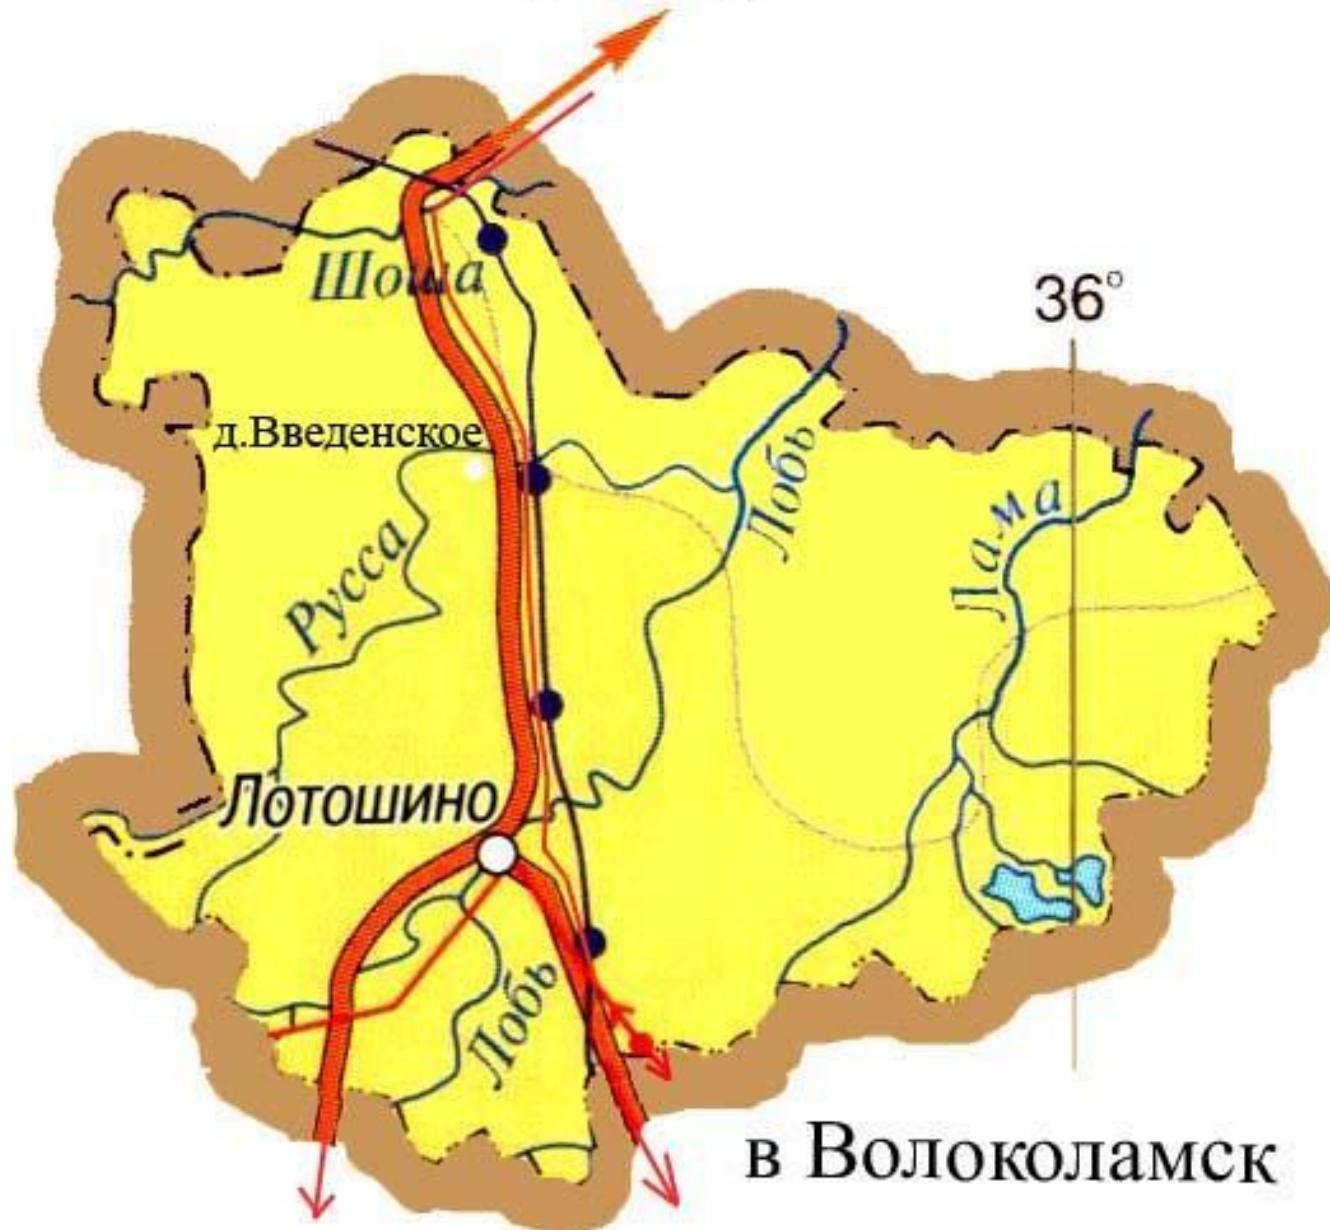 36°
Шоша
д.Введенское
Лобь
Лама
Русса
Лотошино
Лобь
в Волоколамск